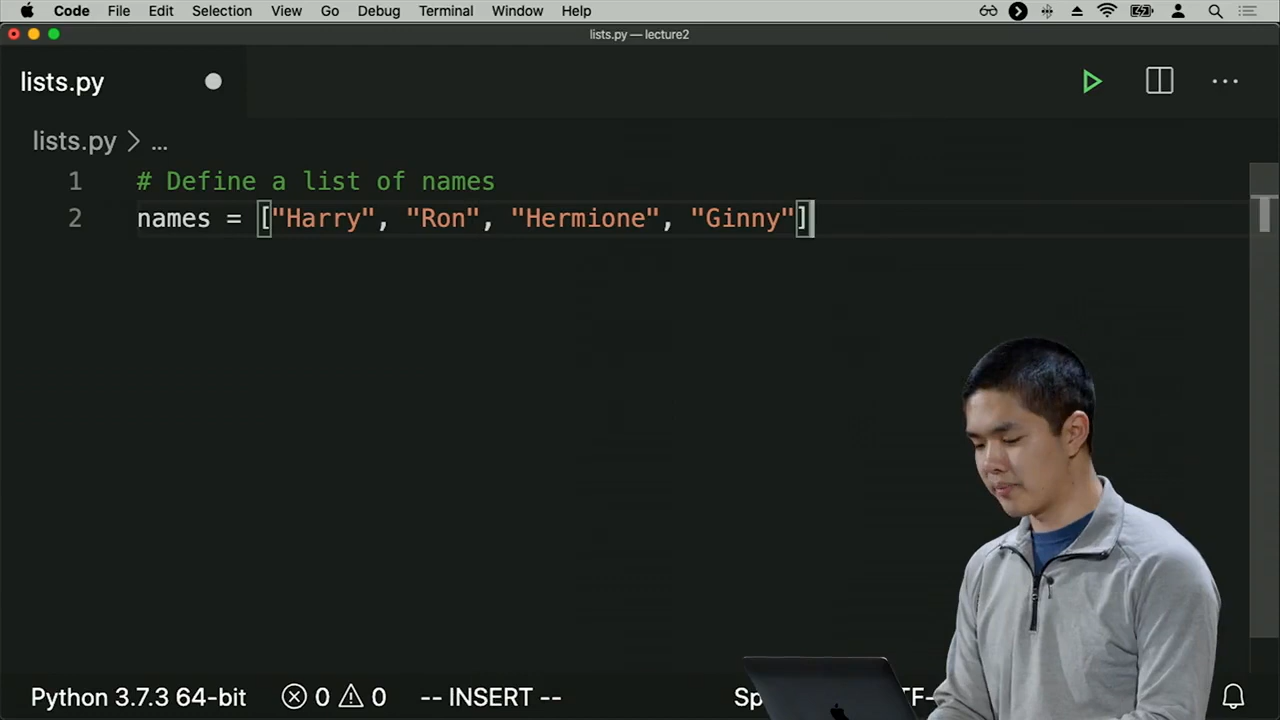 Code File Edit Selection View Go Debug Terminal Window Help
lists.py — lecture2
lists.py
lists.py > ...
1 # Define a list of names
2 names = ["Harry", "Ron", "Hermione", "Ginny"]
Python 3.7.3 64-bit 0 0 -- INSERT --